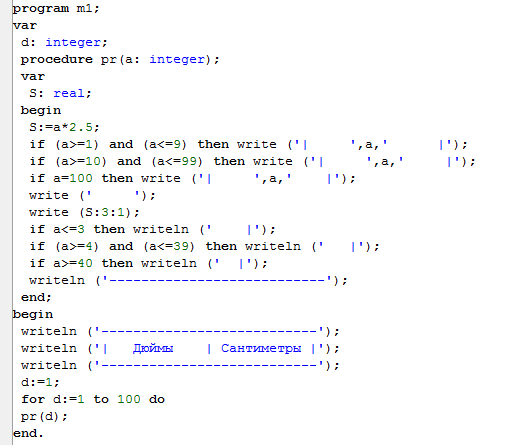 program m1;
var
 d: integer;
 procedure pr(a: integer);
 var
  S: real;
 begin
  S:=a*2.5;
  if (a>=1) and (a<=9) then write ('|      ',a,'       |');
  if (a>=10) and (a<=99) then write ('|      ',a,'      |');
  if a=100 then write ('|      ',a,'     |');
  write ('      ');
  write (S:3:1);
  if a<=3 then writeln ('     |');
  if (a>=4) and (a<=39) then writeln ('    |');
  if a>=40 then writeln ('   |');
  writeln ('---------------------------');
 end;
begin
 writeln ('---------------------------');
 writeln ('|   Дюймы    | Сантиметры |');
 writeln ('---------------------------');
 d:=1;
 for d:=1 to 100 do
 pr(d);
end.